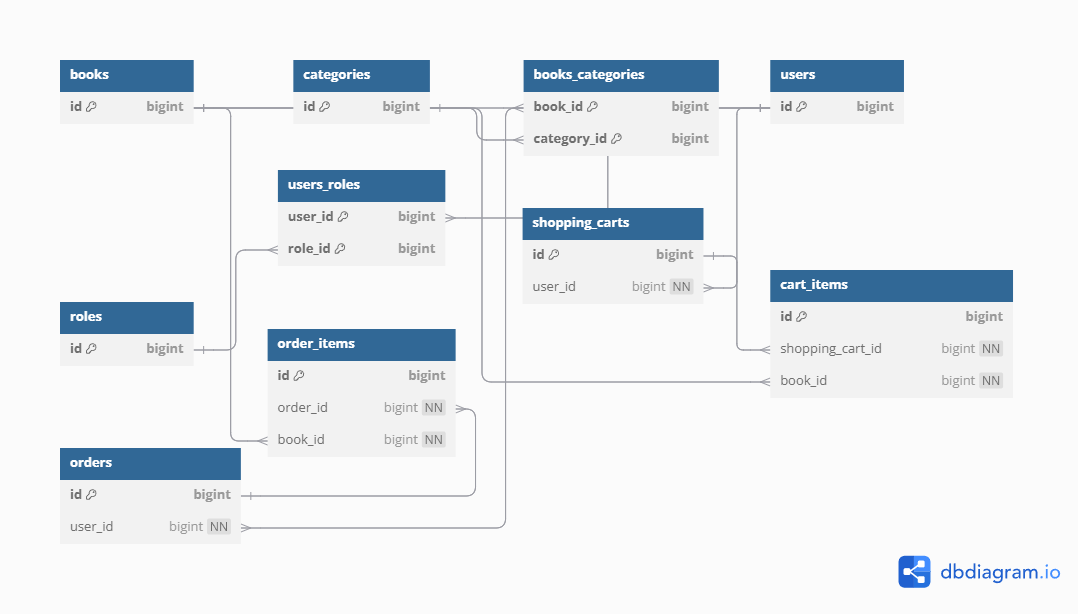 books
id bigint
categories
id bigint
books_categories
book_id bigint
category_id bigint
users
id bigint
users_roles
user_id bigint
role_id bigint
shopping_carts
id bigint
user_id bigint NN
cart_items
id bigint
shopping_cart_id bigint NN
book_id bigint NN
roles
id bigint
order_items
id bigint
order_id bigint NN
book_id bigint NN
orders
id bigint
user_id bigint NN
dbdiagram.io